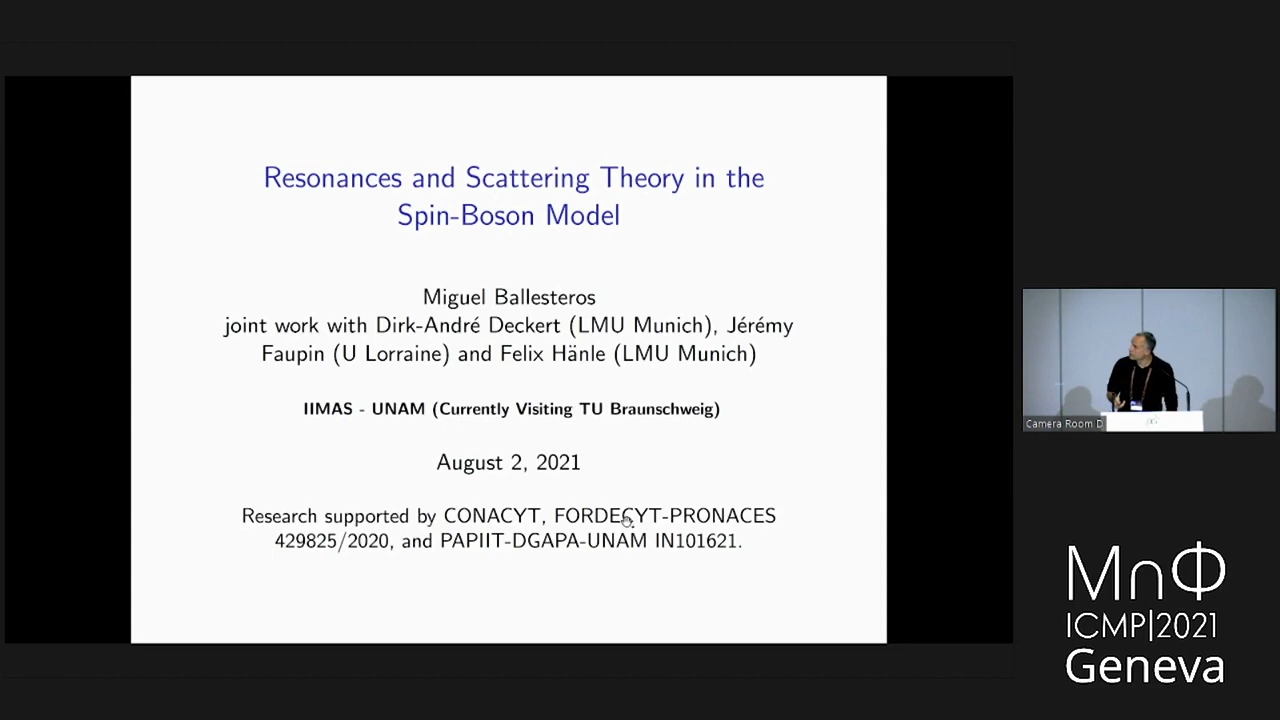 Resonances and Scattering Theory in the
Spin-Boson Model
Miguel Ballesteros
joint work with Dirk-André Deckert (LMU Munich), Jérémy
Faupin (U Lorraine) and Felix Hänle (LMU Munich)
IIMAS - UNAM (Currently Visiting TU Braunschweig)
August 2, 2021
Research supported by CONACYT, FORDECYT-PRONACES
429825/2020, and PAPIIT-DGAPA-UNAM IN101621.
Camera Room D
M∩Φ
ICMP|2021
Geneva